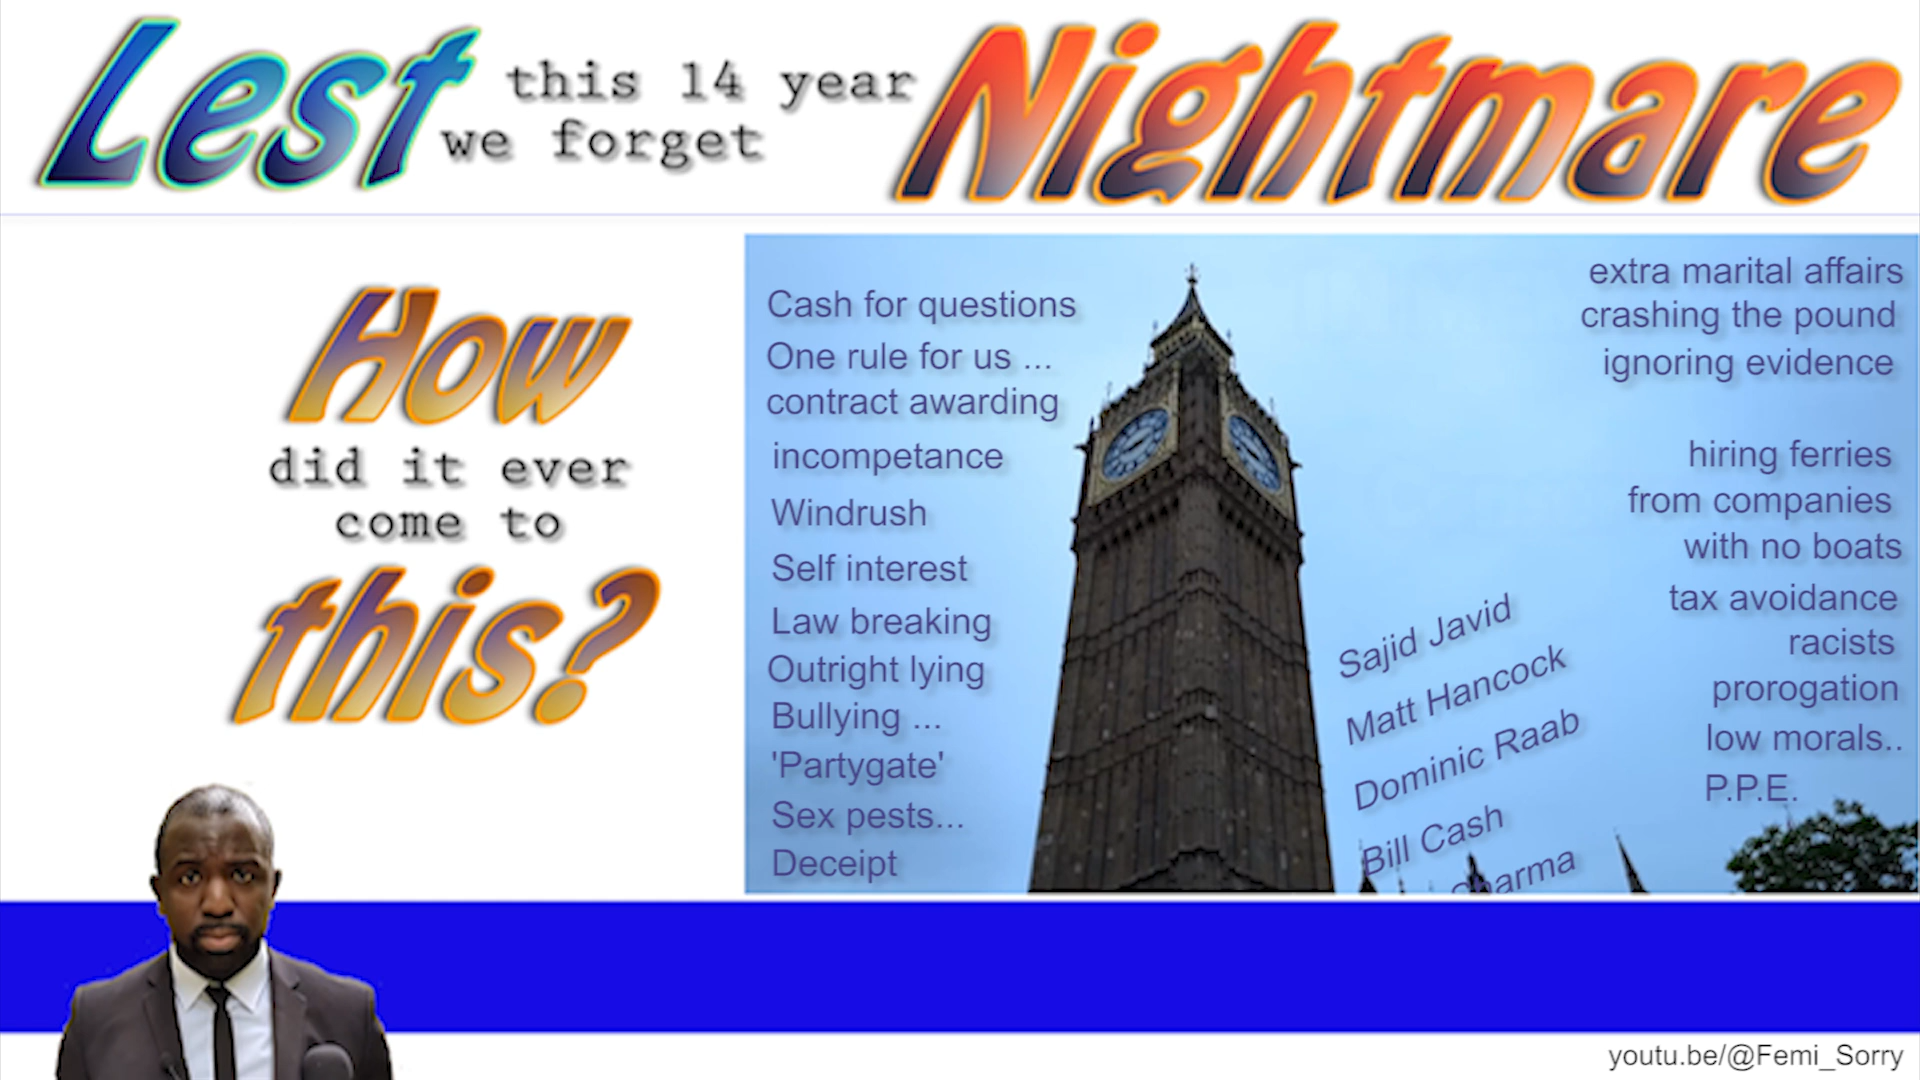 Lest this 14 year Nightmare
we forget
How
did it ever
come to
this?
Cash for questions
One rule for us ...
contract awarding
incompetance
Windrush
Self interest
Law breaking
Outright lying
Bullying ...
'Partygate'
Sex pests...
Deceipt
Sajid Javid
Matt Hancock
Dominic Raab
Bill Cash
Sharma
extra marital affairs
crashing the pound
ignoring evidence
hiring ferries
from companies
with no boats
tax avoidance
racists
prorogation
low morals..
P.P.E.
youtu.be/@Femi_Sorry